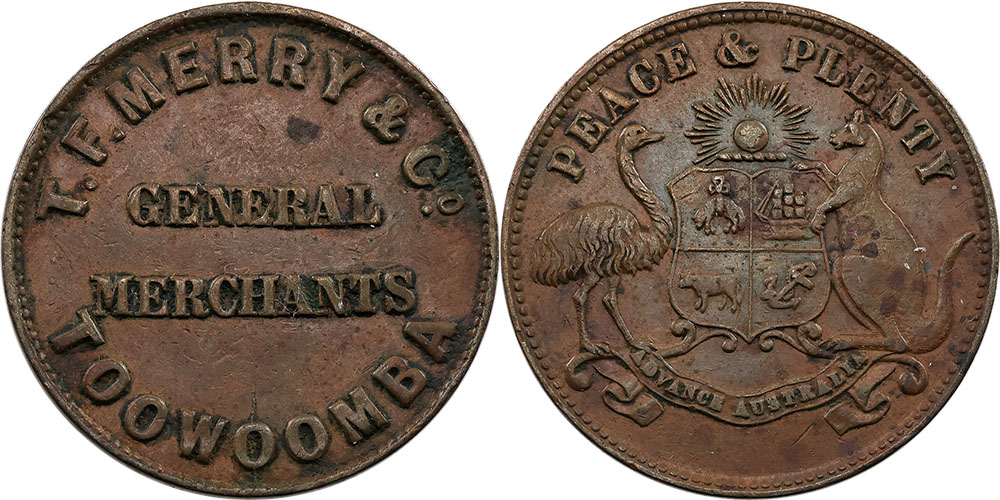 T. F. MERRY & Co.
GENERAL
MERCHANTS
TOOWOOMBA
PEACE & PLENTY
ADVANCE AUSTRALIA